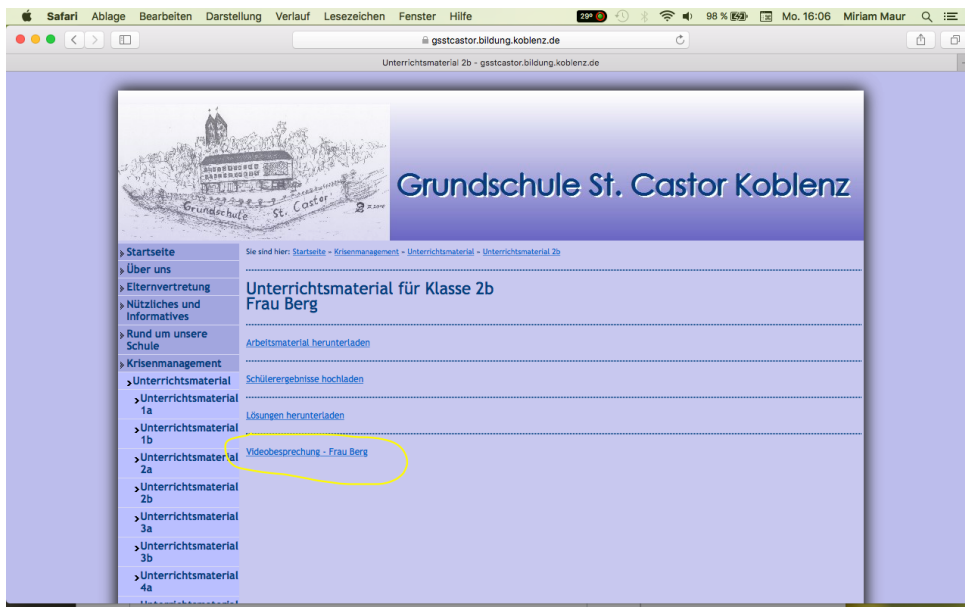 Safari Ablage Bearbeiten Darstellung Verlauf Lesezeichen Fenster Hilfe 29° 98 % Mo. 16:06 Miriam Maur
gsstcastor.bildung.koblenz.de
Unterrichtsmaterial 2b - gsstcastor.bildung.koblenz.de
Grundschule St. Castor
Grundschule St. Castor Koblenz
Startseite
Über uns
Elternvertretung
Nützliches und
Informatives
Rund um unsere
Schule
Krisenmanagement
Unterrichtsmaterial
Unterrichtsmaterial
1a
Unterrichtsmaterial
1b
Unterrichtsmaterial
2a
Unterrichtsmaterial
2b
Unterrichtsmaterial
3a
Unterrichtsmaterial
3b
Unterrichtsmaterial
4a
Sie sind hier: Startseite - Krisenmanagement - Unterrichtsmaterial - Unterrichtsmaterial 2b
Unterrichtsmaterial für Klasse 2b
Frau Berg
Arbeitsmaterial herunterladen
Schülerergebnisse hochladen
Lösungen herunterladen
Videobesprechung - Frau Berg